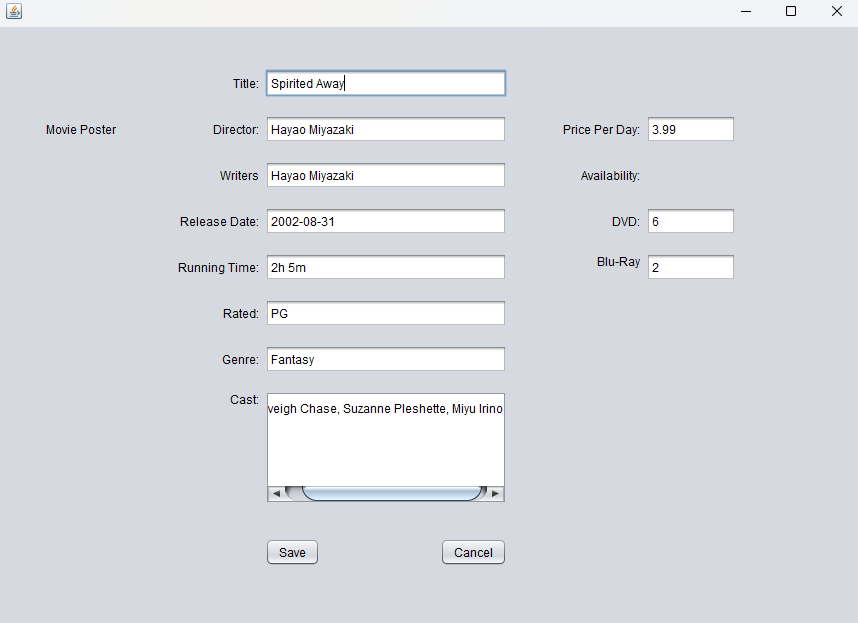 Title: Spirited Away
Movie Poster
Director: Hayao Miyazaki
Price Per Day: 3.99
Writers Hayao Miyazaki
Availability:
Release Date: 2002-08-31
DVD: 6
Running Time: 2h 5m
Blu-Ray 2
Rated: PG
Genre: Fantasy
Cast: veigh Chase, Suzanne Pleshette, Miyu Irino
Save
Cancel